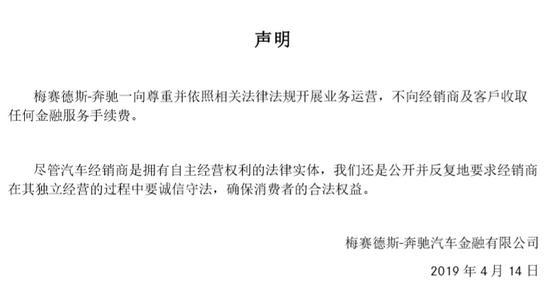 声明
梅赛德斯-奔驰一向尊重并依照相关法律法规开展业务运营，不向经销商及客戶收取
任何金融服务手续费。
尽管汽车经销商是拥有自主经营权利的法律实体，我们还是公开并反复地要求经销商
在其独立经营的过程中要诚信守法，确保消费者的合法权益。
梅赛德斯-奔驰汽车金融有限公司
2019 年 4 月 14 日